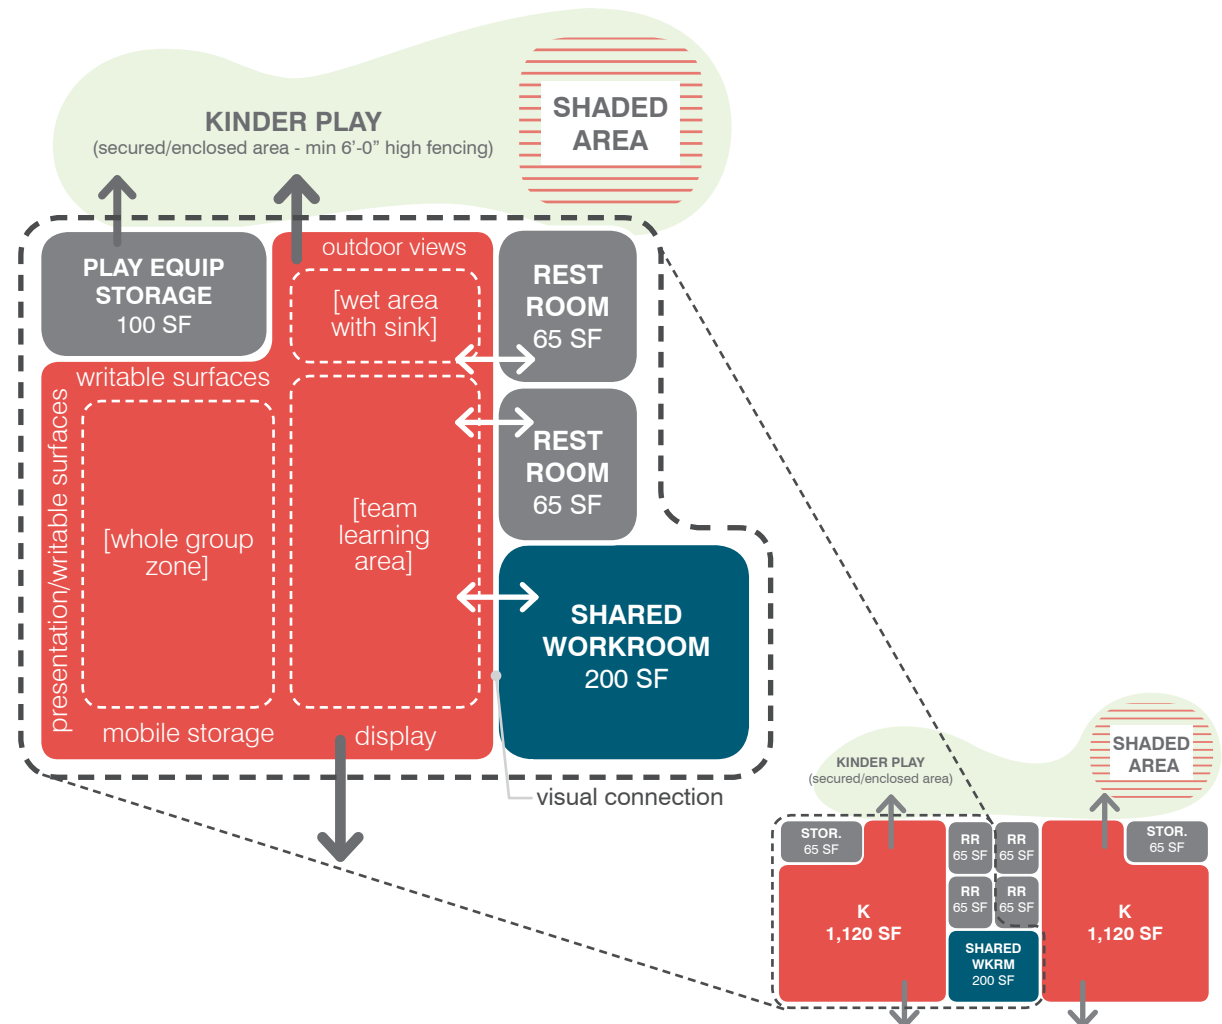 KINDER PLAY
(secured/enclosed area - min 6’-0” high fencing)
SHADED
AREA
PLAY EQUIP
STORAGE
100 SF
outdoor views
[wet area
with sink]
REST
ROOM
65 SF
writable surfaces
presentation/writable surfaces
[whole group
zone]
[team
learning
area]
REST
ROOM
65 SF
SHARED
WORKROOM
200 SF
mobile storage
display
visual connection
KINDER PLAY
(secured/enclosed area)
SHADED
AREA
STOR.
65 SF
RR
65 SF
RR
65 SF
STOR.
65 SF
RR
65 SF
RR
65 SF
K
1,120 SF
K
1,120 SF
SHARED
WKRM
200 SF